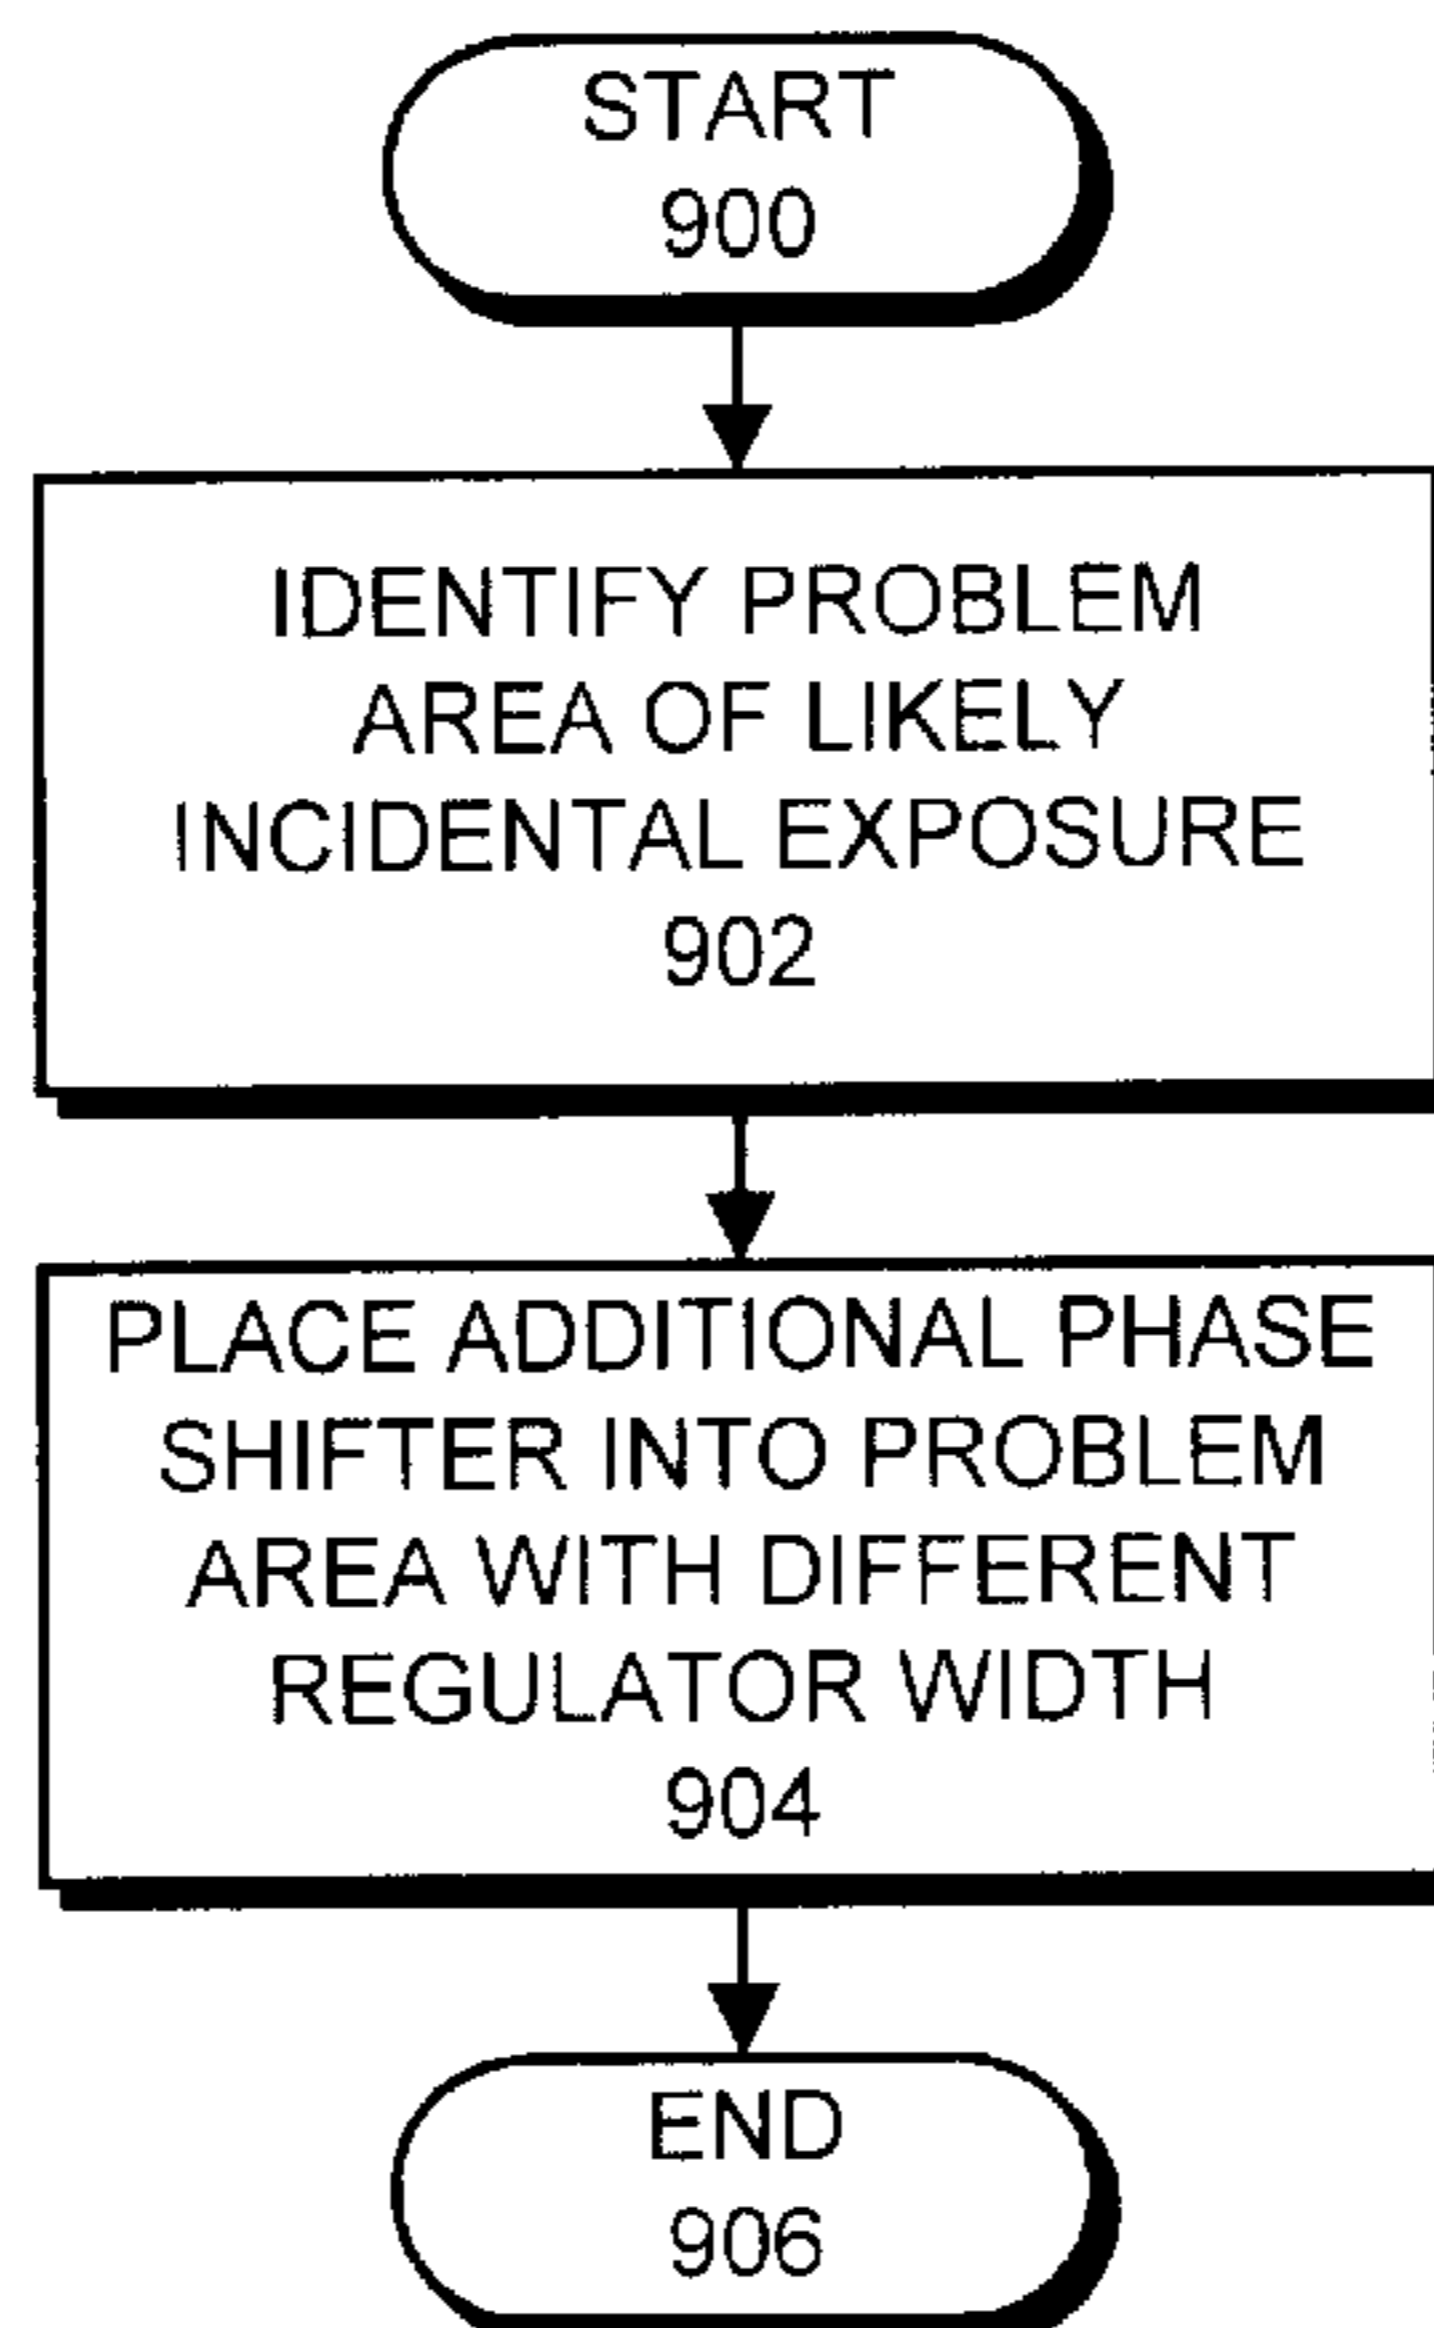 START
900
IDENTIFY PROBLEM
AREA OF LIKELY
INCIDENTAL EXPOSURE
902
PLACE ADDITIONAL PHASE
SHIFTER INTO PROBLEM
AREA WITH DIFFERENT
REGULATOR WIDTH
904
END
906